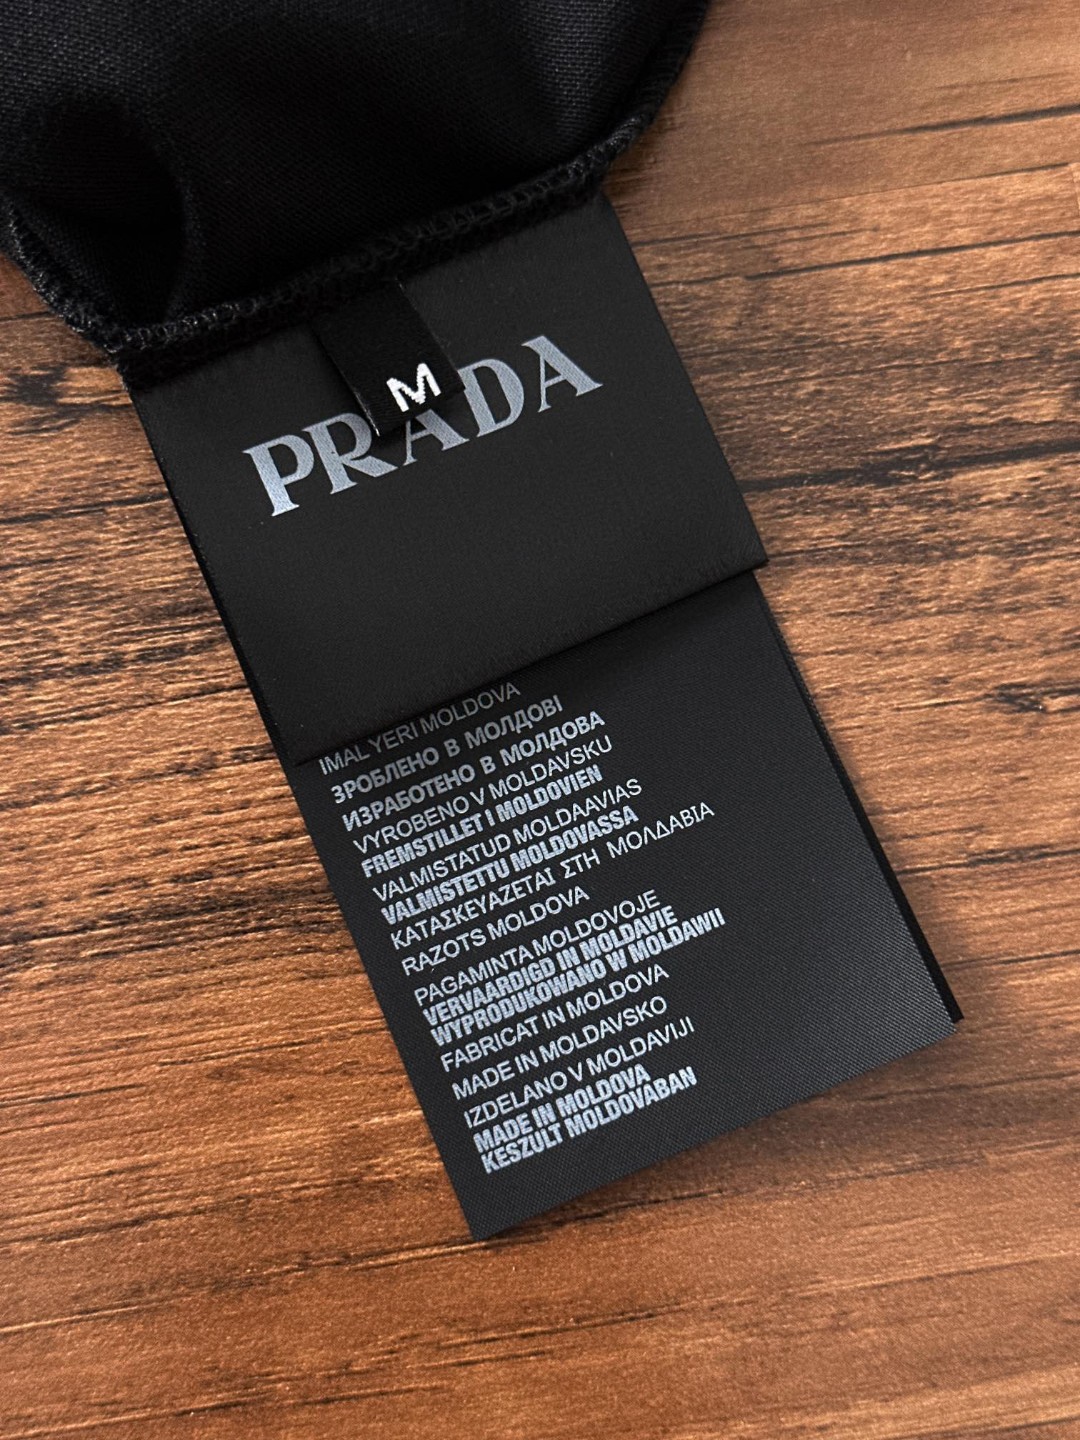 M
PRADA
IMAL YERI MOLDOVA
ЗРОБЛЕНО В МОЛДОВІ
ИЗРАБОТЕНО В МОЛДОВА
VYROBENO V MOLDAVSKU
FREMSTILLET I MOLDOVIEN
VALMISTATUD MOLDAAVIAS
VALMISTETTU MOLDOVASSA
ΚΑΤΑΣΚΕΥΑΖΕΤΑΙ ΣΤΗ ΜΟΛΔΑΒΙΑ
RAZOTS MOLDOVA
PAGAMINTA MOLDOVOJE
VERVAARDIGD IN MOLDAVIE
WYPRODUKOWANO W MOLDAWII
FABRICAT IN MOLDOVA
MADE IN MOLDAVSKO
IZDELANO V MOLDAVIJI
MADE IN MOLDOVA
KESZULT MOLDOVABAN